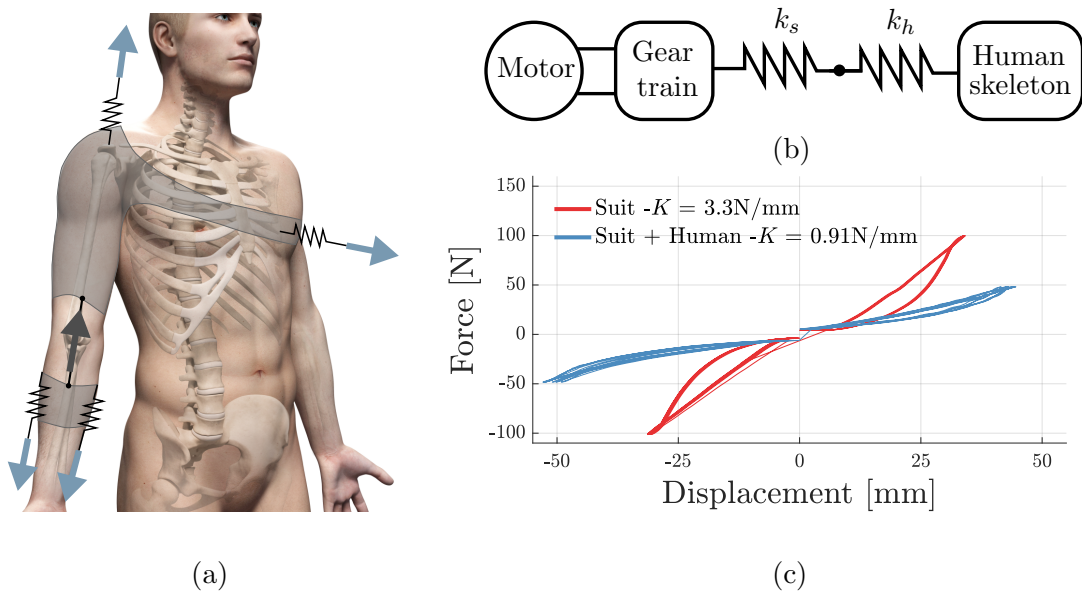 (a)
k_s
k_h
Motor
Gear
train
Human
skeleton
(b)
150
100
50
0
-50
-100
Force [N]
Suit -K = 3.3N/mm
Suit + Human -K = 0.91N/mm
-50
-25
0
25
50
Displacement [mm]
(c)